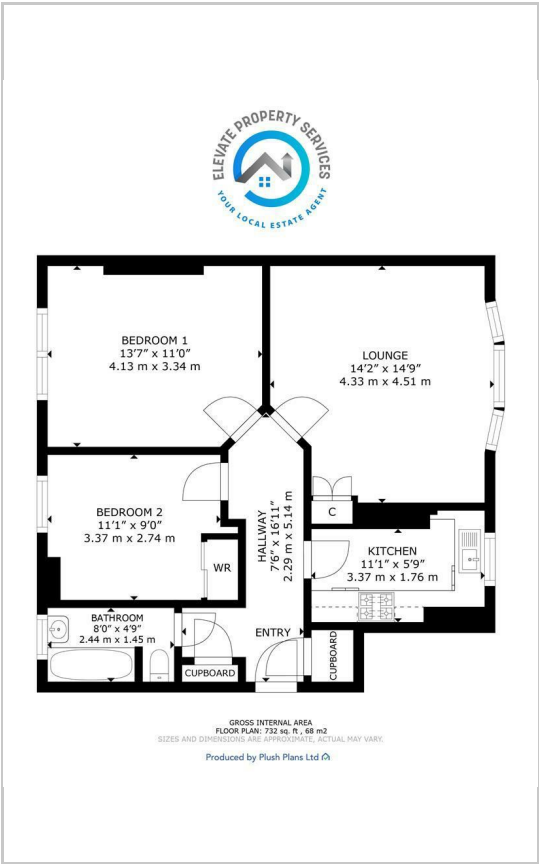 ELEVATE PROPERTY SERVICES
YOUR LOCAL ESTATE AGENT
BEDROOM 1
13'7" x 11'0"
4.13 m x 3.34 m
LOUNGE
14'2" x 14'9"
4.33 m x 4.51 m
BEDROOM 2
11'1" x 9'0"
3.37 m x 2.74 m
WR
HALLWAY
7'6" x 16'11"
2.29 m x 5.14 m
C
KITCHEN
11'1" x 5'9"
3.37 m x 1.76 m
BATHROOM
8'0" x 4'9"
2.44 m x 1.45 m
ENTRY
CUPBOARD
CUPBOARD
GROSS INTERNAL AREA
FLOOR PLAN: 732 sq. ft , 68 m2
SIZES AND DIMENSIONS ARE APPROXIMATE, ACTUAL MAY VARY.
Produced by Plush Plans Ltd